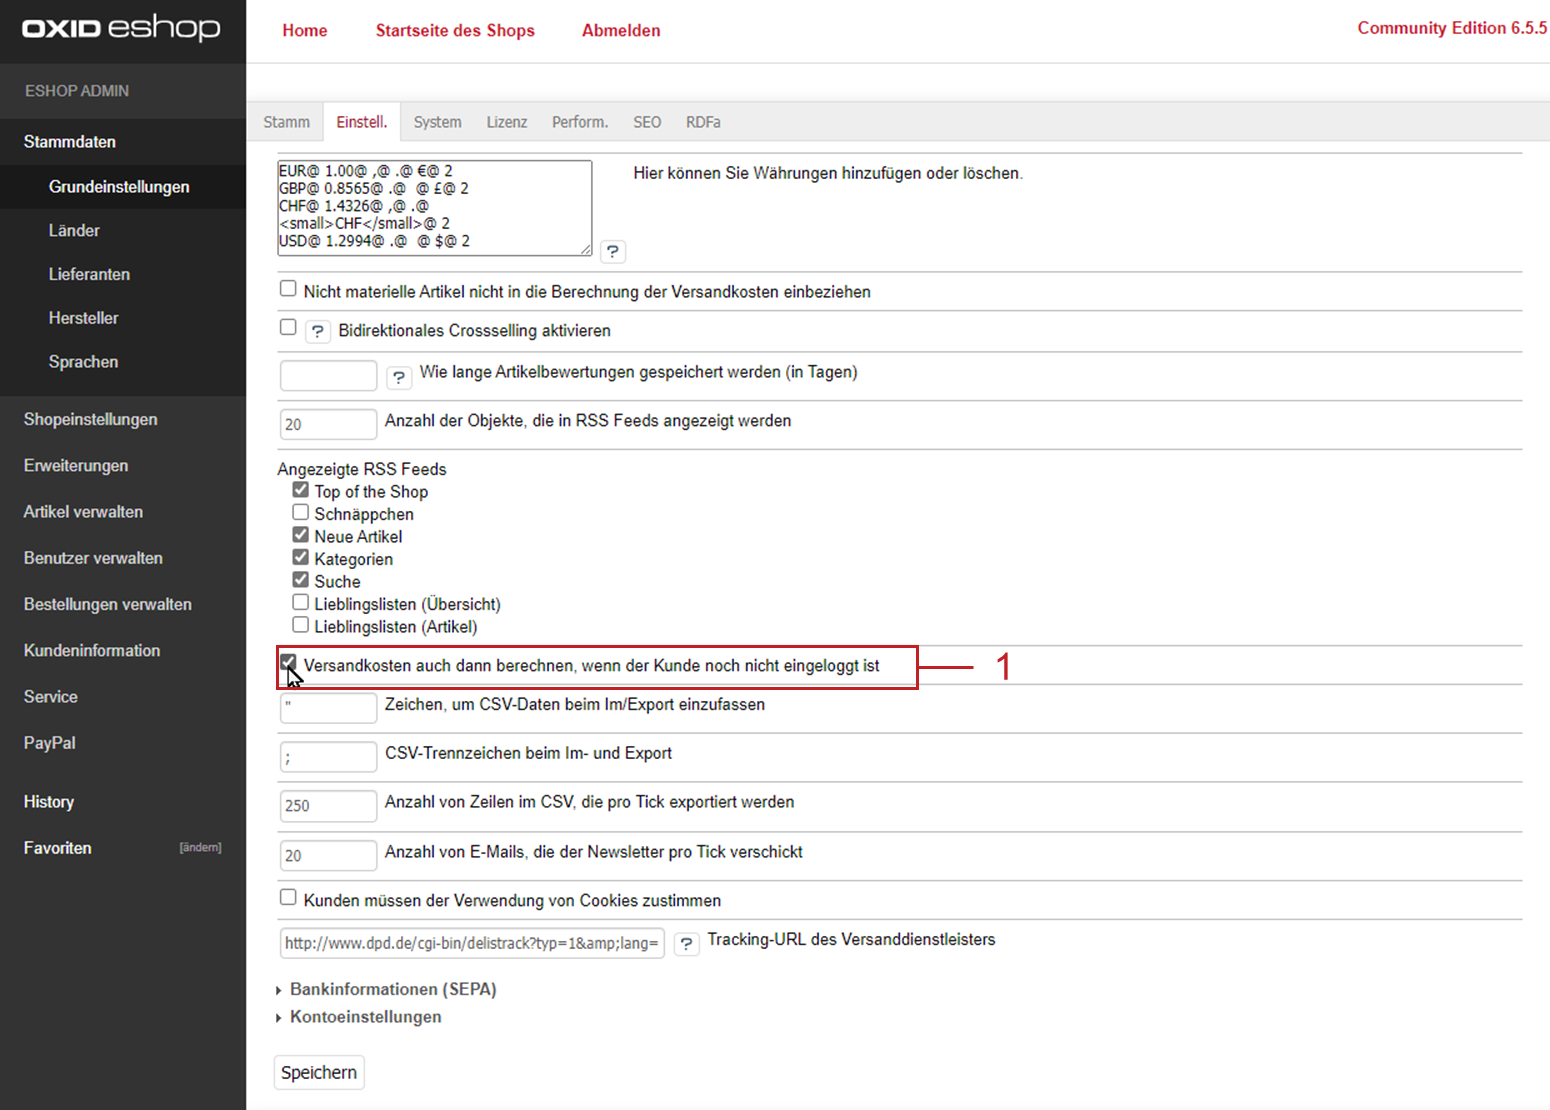 OXID eshop
Home
Startseite des Shops
Abmelden
Community Edition 6.5.5
ESHOP ADMIN
Stammdaten
Grundeinstellungen
Länder
Lieferanten
Hersteller
Sprachen
Shopeinstellungen
Erweiterungen
Artikel verwalten
Benutzer verwalten
Bestellungen verwalten
Kundeninformation
Service
PayPal
History
Favoriten [ändern]
Stamm Einstell. System Lizenz Perform. SEO RDFa
EUR@ 1.00@ ,@ .@ €@ 2
GBP@ 0.8565@ .@  @ £@ 2
CHF@ 1.4326@ ,@ .@
<small>CHF</small>@ 2
USD@ 1.2994@ .@  @ $@ 2
?
Hier können Sie Währungen hinzufügen oder löschen.
Nicht materielle Artikel nicht in die Berechnung der Versandkosten einbeziehen
? Bidirektionales Crossselling aktivieren
? Wie lange Artikelbewertungen gespeichert werden (in Tagen)
20 Anzahl der Objekte, die in RSS Feeds angezeigt werden
Angezeigte RSS Feeds
Top of the Shop
Schnäppchen
Neue Artikel
Kategorien
Suche
Lieblingslisten (Übersicht)
Lieblingslisten (Artikel)
Versandkosten auch dann berechnen, wenn der Kunde noch nicht eingeloggt ist 1
" Zeichen, um CSV-Daten beim Im/Export einzufassen
; CSV-Trennzeichen beim Im- und Export
250 Anzahl von Zeilen im CSV, die pro Tick exportiert werden
20 Anzahl von E-Mails, die der Newsletter pro Tick verschickt
Kunden müssen der Verwendung von Cookies zustimmen
http://www.dpd.de/cgi-bin/delistrack?typ=1&amp;lang= ? Tracking-URL des Versanddienstleisters
Bankinformationen (SEPA)
Kontoeinstellungen
Speichern